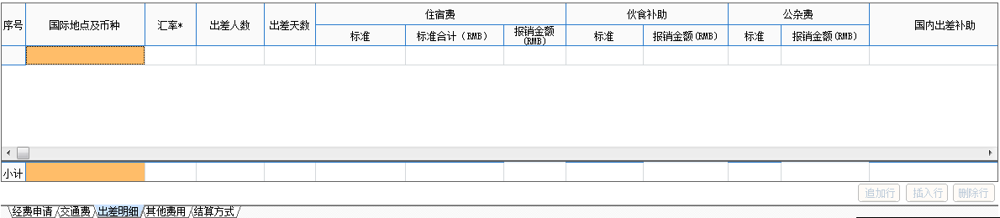 序号 国际地点及币种 汇率* 出差人数 出差天数 住宿费 伙食补助 公杂费 国内出差补助
标准 标准合计（RMB） 报销金额(RMB) 标准 报销金额(RMB) 标准 报销金额(RMB)
小计
追加行 插入行 删除行
经费申请 交通费 出差明细 其他费用 结算方式